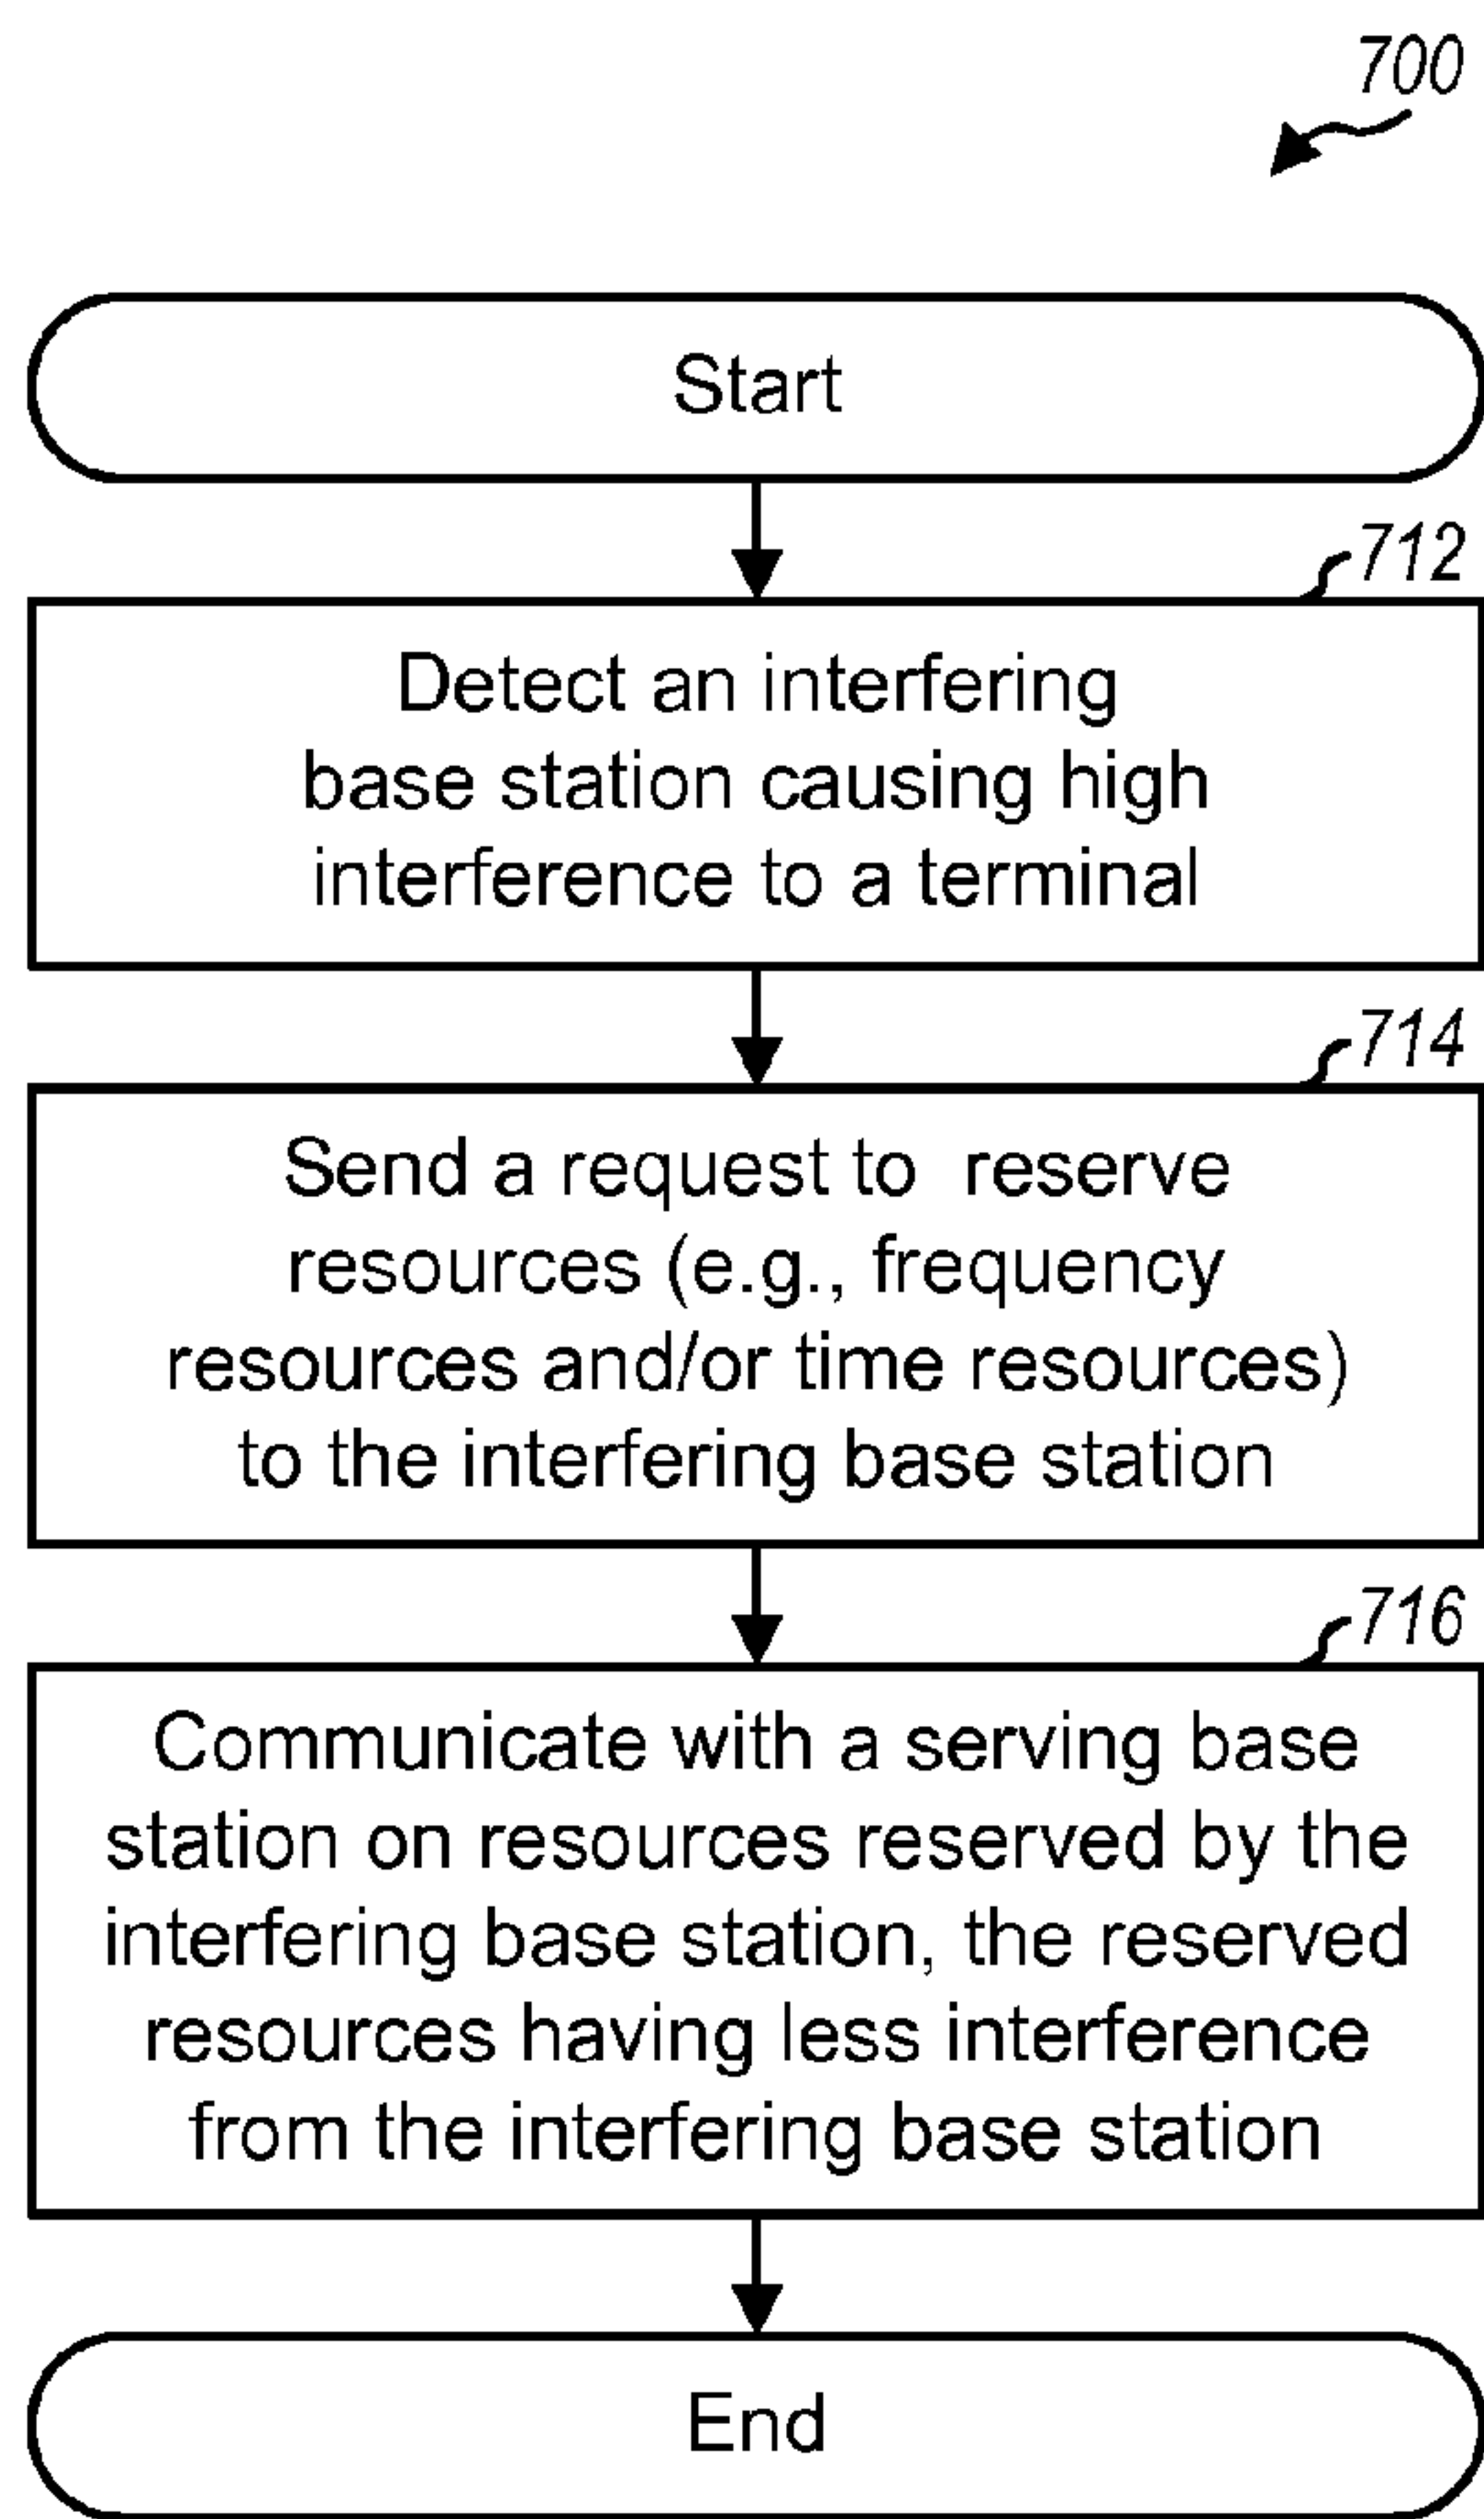 700
Start
712
Detect an interfering
base station causing high
interference to a terminal
714
Send a request to reserve
resources (e.g., frequency
resources and/or time resources)
to the interfering base station
716
Communicate with a serving base
station on resources reserved by the
interfering base station, the reserved
resources having less interference
from the interfering base station
End